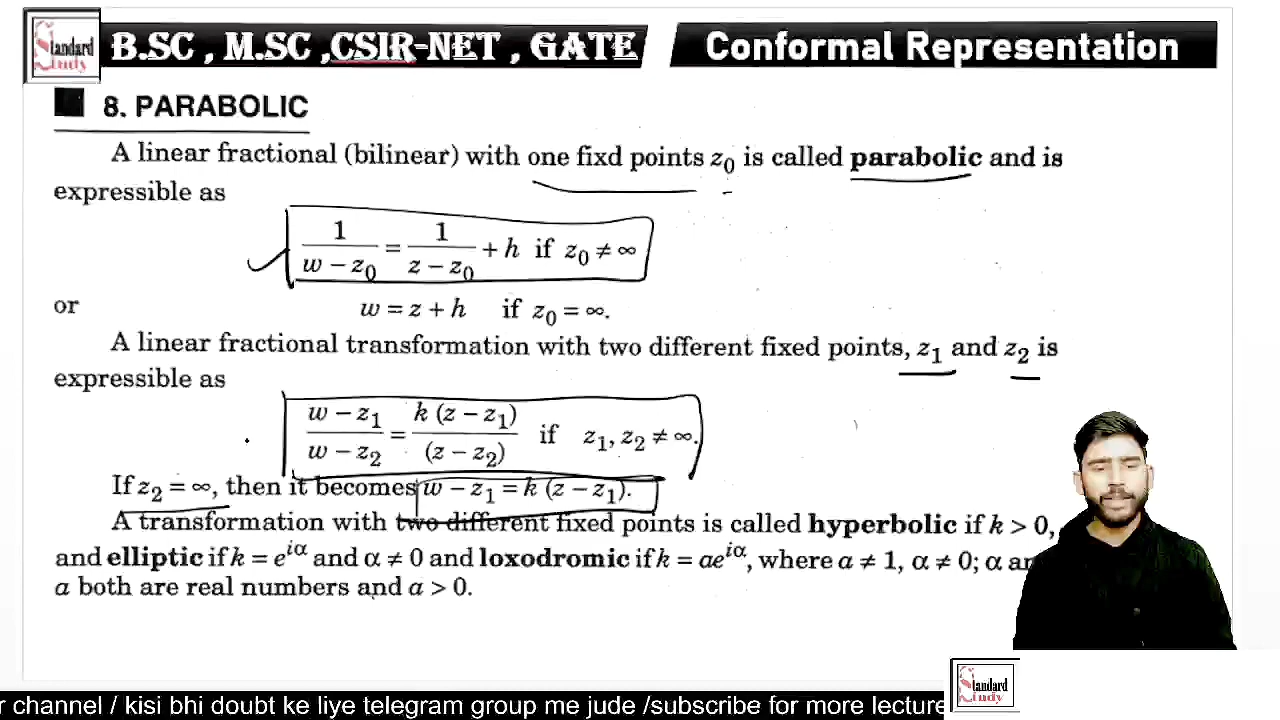 Standard Study
B.SC , M.SC ,CSIR-NET , GATE
Conformal Representation
8. PARABOLIC
A linear fractional (bilinear) with one fixd points z₀ is called parabolic and is
expressible as
1/(w – z₀) = 1/(z – z₀) + h if z₀ ≠ ∞
or w = z + h if z₀ = ∞.
A linear fractional transformation with two different fixed points, z₁ and z₂ is
expressible as
(w – z₁)/(w – z₂) = k (z – z₁)/(z – z₂) if z₁, z₂ ≠ ∞.
If z₂ = ∞, then it becomes w – z₁ = k (z – z₁).
A transformation with two different fixed points is called hyperbolic if k > 0,
and elliptic if k = e^{iα} and α ≠ 0 and loxodromic if k = ae^{iα}, where a ≠ 1, α ≠ 0; α
a both are real numbers and a > 0.
Standard Study
channel / kisi bhi doubt ke liye telegram group me jude /subscribe for more lecture